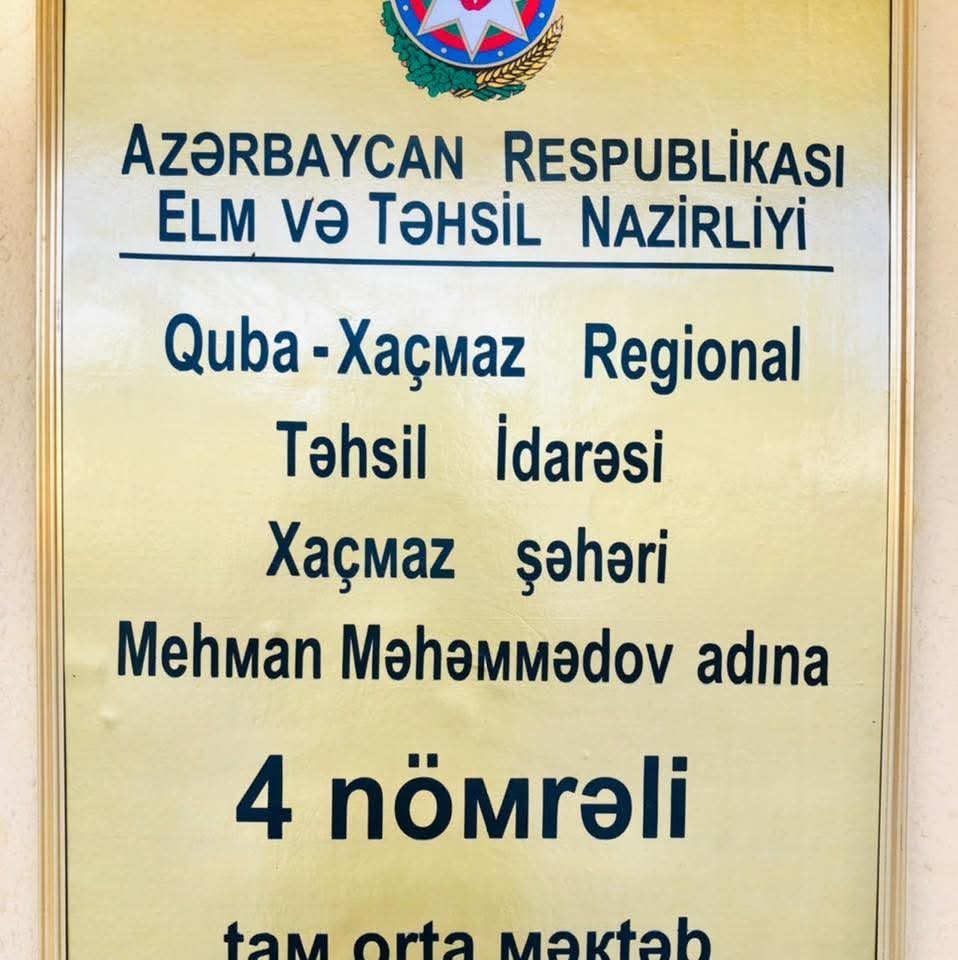 AZƏRBAYCAN RESPUBLİKASI
ELM VƏ TƏHSİL NAZİRLİYİ
Quba-Xaçmaz Regional
Təhsil İdarəsi
Xaçmaz şəhəri
Mehman Məhəmmədov adına
4 nömrəli
tam orta məktəb